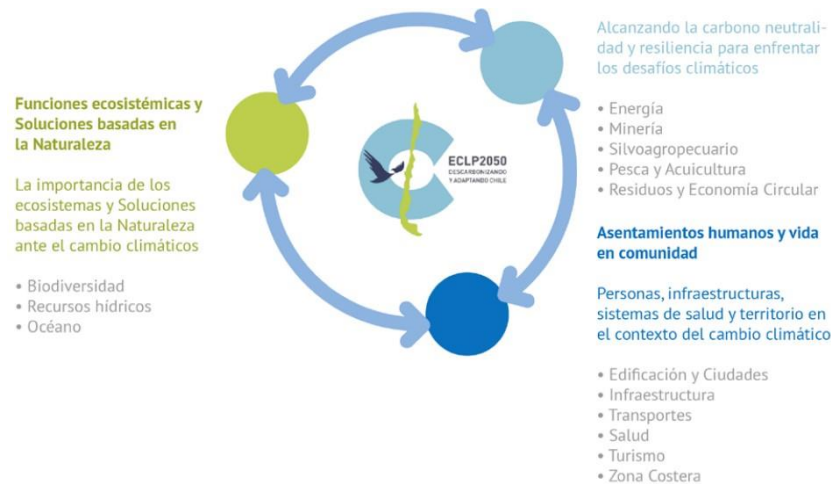 Funciones ecosistémicas y
Soluciones basadas en
la Naturaleza
La importancia de los
ecosistemas y Soluciones
basadas en la Naturaleza
ante el cambio climáticos
• Biodiversidad
• Recursos hídricos
• Océano
ECLP2050
DESCARBONIZANDO
Y ADAPTANDO CHILE
Alcanzando la carbono neutrali-
dad y resiliencia para enfrentar
los desafíos climáticos
• Energía
• Minería
• Silvoagropecuario
• Pesca y Acuicultura
• Residuos y Economía Circular
Asentamientos humanos y vida
en comunidad
Personas, infraestructuras,
sistemas de salud y territorio en
el contexto del cambio climático
• Edificación y Ciudades
• Infraestructura
• Transportes
• Salud
• Turismo
• Zona Costera